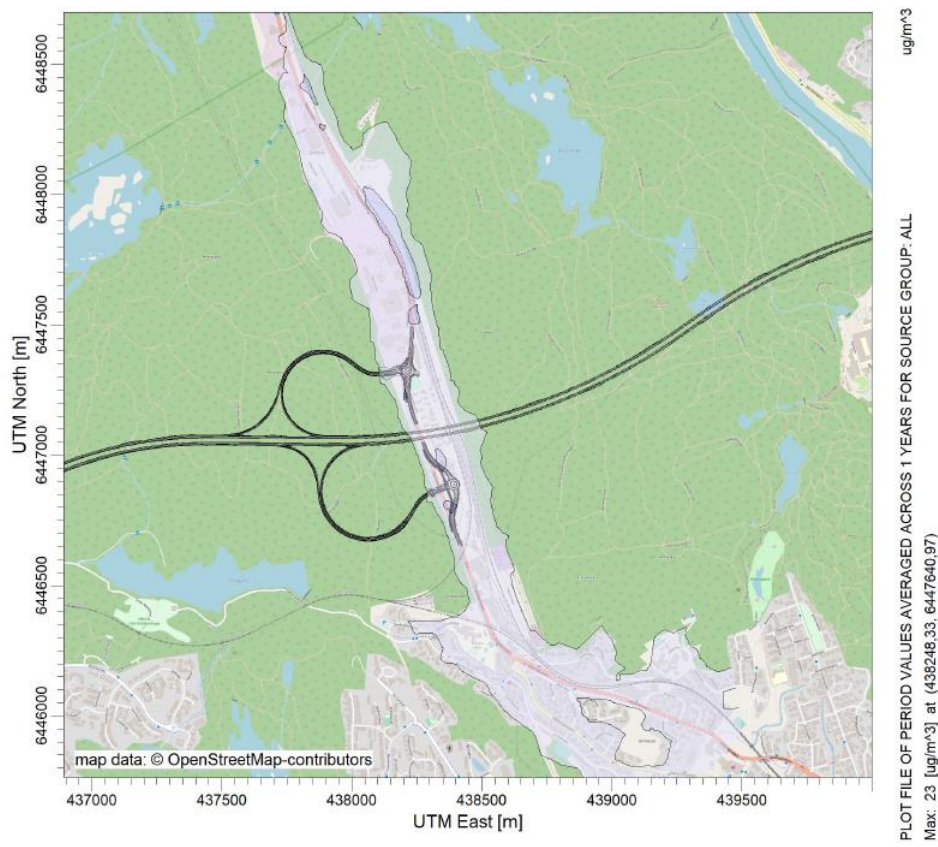 ug/m^3
PLOT FILE OF PERIOD VALUES AVERAGED ACROSS 1 YEARS FOR SOURCE GROUP: ALL
Max: 23 [ug/m^3] at (438248,33, 6447640,97)
UTM North [m]
6448500
6448000
6447500
6447000
6446500
6446000
map data: © OpenStreetMap-contributors
437000
437500
438000
438500
439000
439500
UTM East [m]